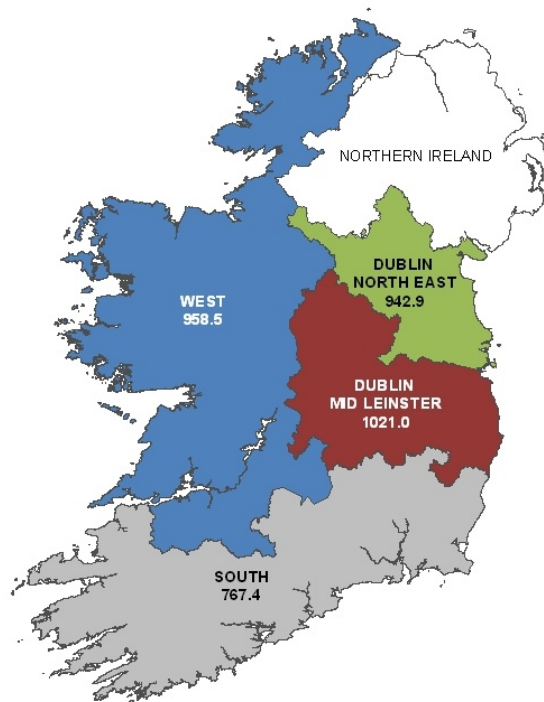 NORTHERN IRELAND
DUBLIN
NORTH EAST
942.9
WEST
958.5
DUBLIN
MID LEINSTER
1021.0
SOUTH
767.4